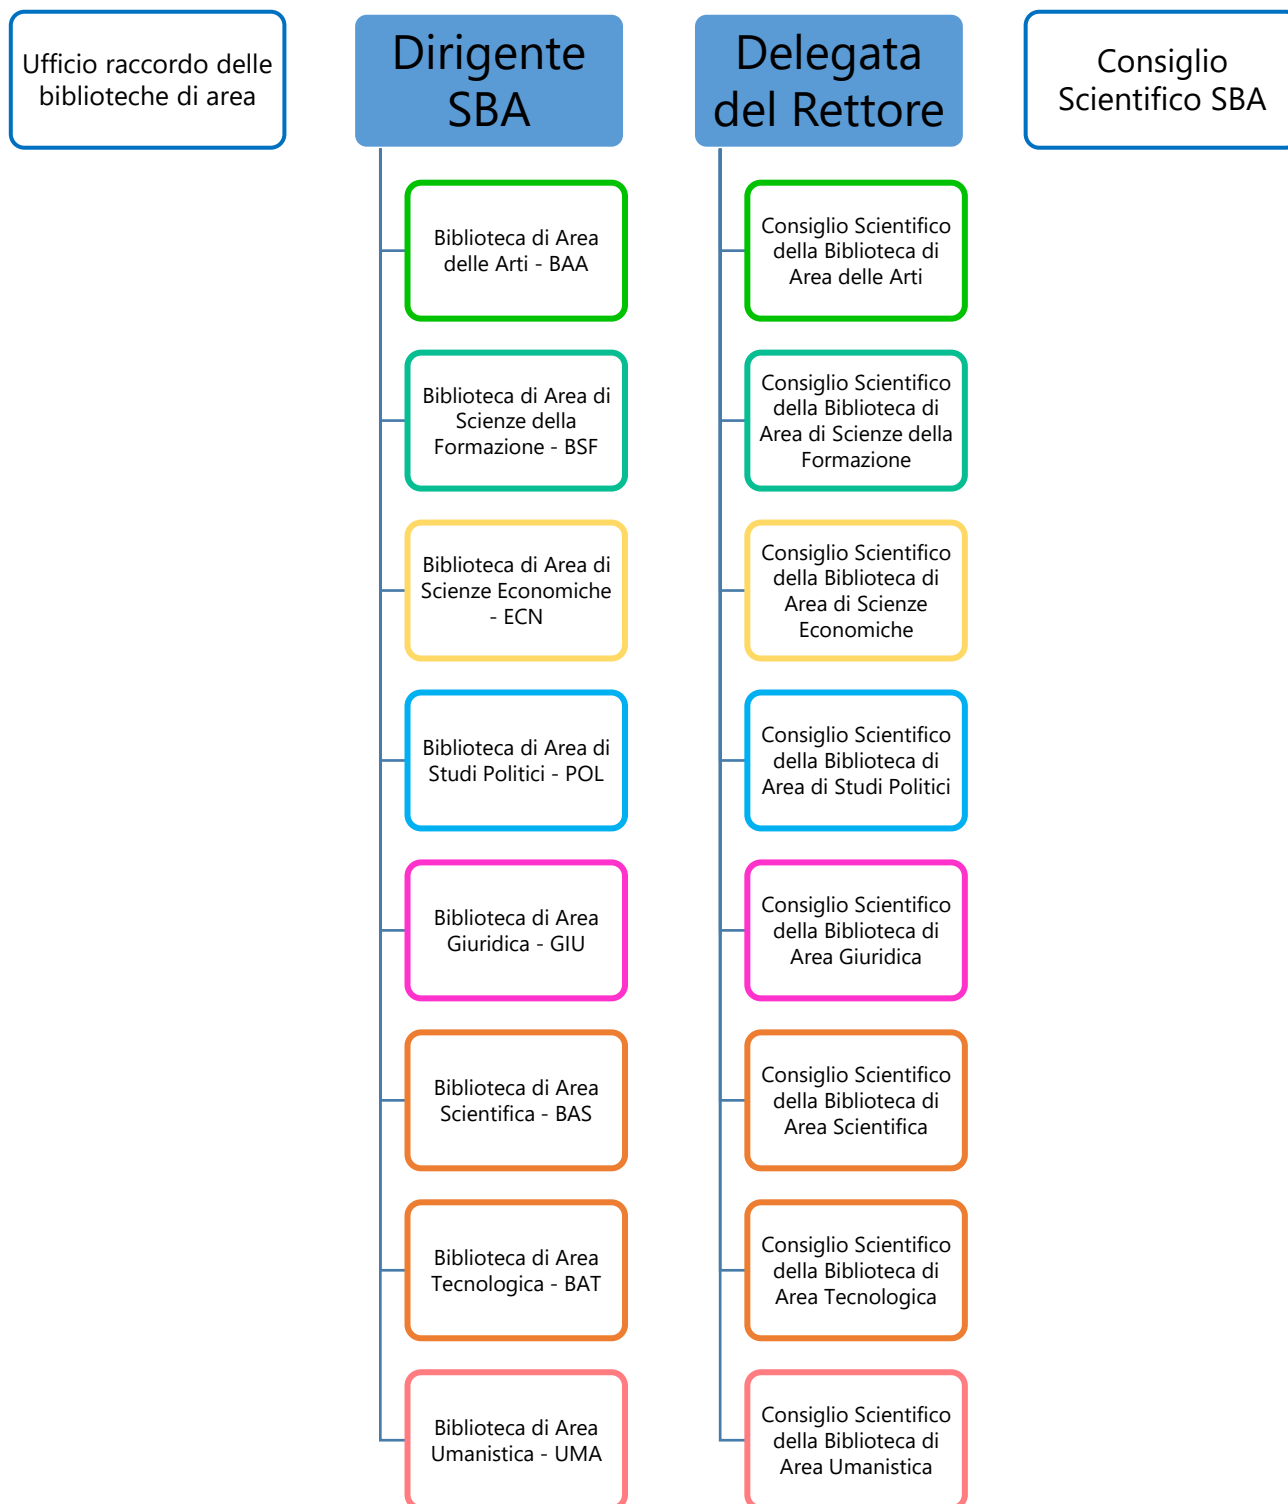 Ufficio raccordo delle
biblioteche di area
Dirigente
SBA
Delegata
del Rettore
Consiglio
Scientifico SBA
Biblioteca di Area
delle Arti - BAA
Consiglio Scientifico
della Biblioteca di
Area delle Arti
Biblioteca di Area di
Scienze della
Formazione - BSF
Consiglio Scientifico
della Biblioteca di
Area di Scienze della
Formazione
Biblioteca di Area di
Scienze Economiche
- ECN
Consiglio Scientifico
della Biblioteca di
Area di Scienze
Economiche
Biblioteca di Area di
Studi Politici - POL
Consiglio Scientifico
della Biblioteca di
Area di Studi Politici
Biblioteca di Area
Giuridica - GIU
Consiglio Scientifico
della Biblioteca di
Area Giuridica
Biblioteca di Area
Scientifica - BAS
Consiglio Scientifico
della Biblioteca di
Area Scientifica
Biblioteca di Area
Tecnologica - BAT
Consiglio Scientifico
della Biblioteca di
Area Tecnologica
Biblioteca di Area
Umanistica - UMA
Consiglio Scientifico
della Biblioteca di
Area Umanistica